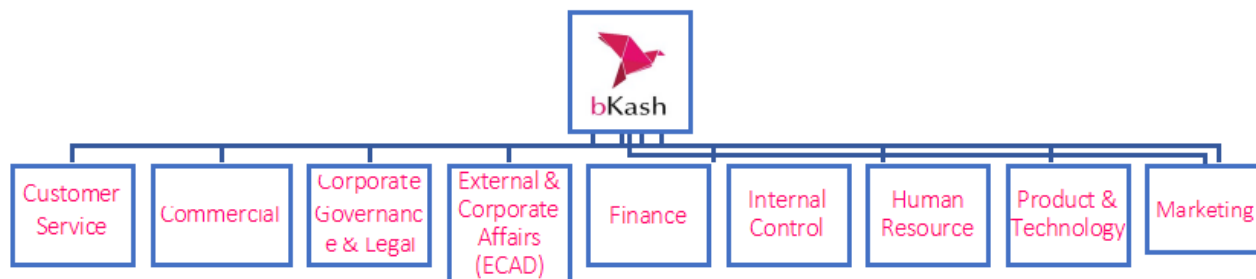 bKash
Customer
Service
Commercial
Corporate
Governanc
e & Legal
External &
Corporate
Affairs
(ECAD)
Finance
Internal
Control
Human
Resource
Product &
Technology
Marketing